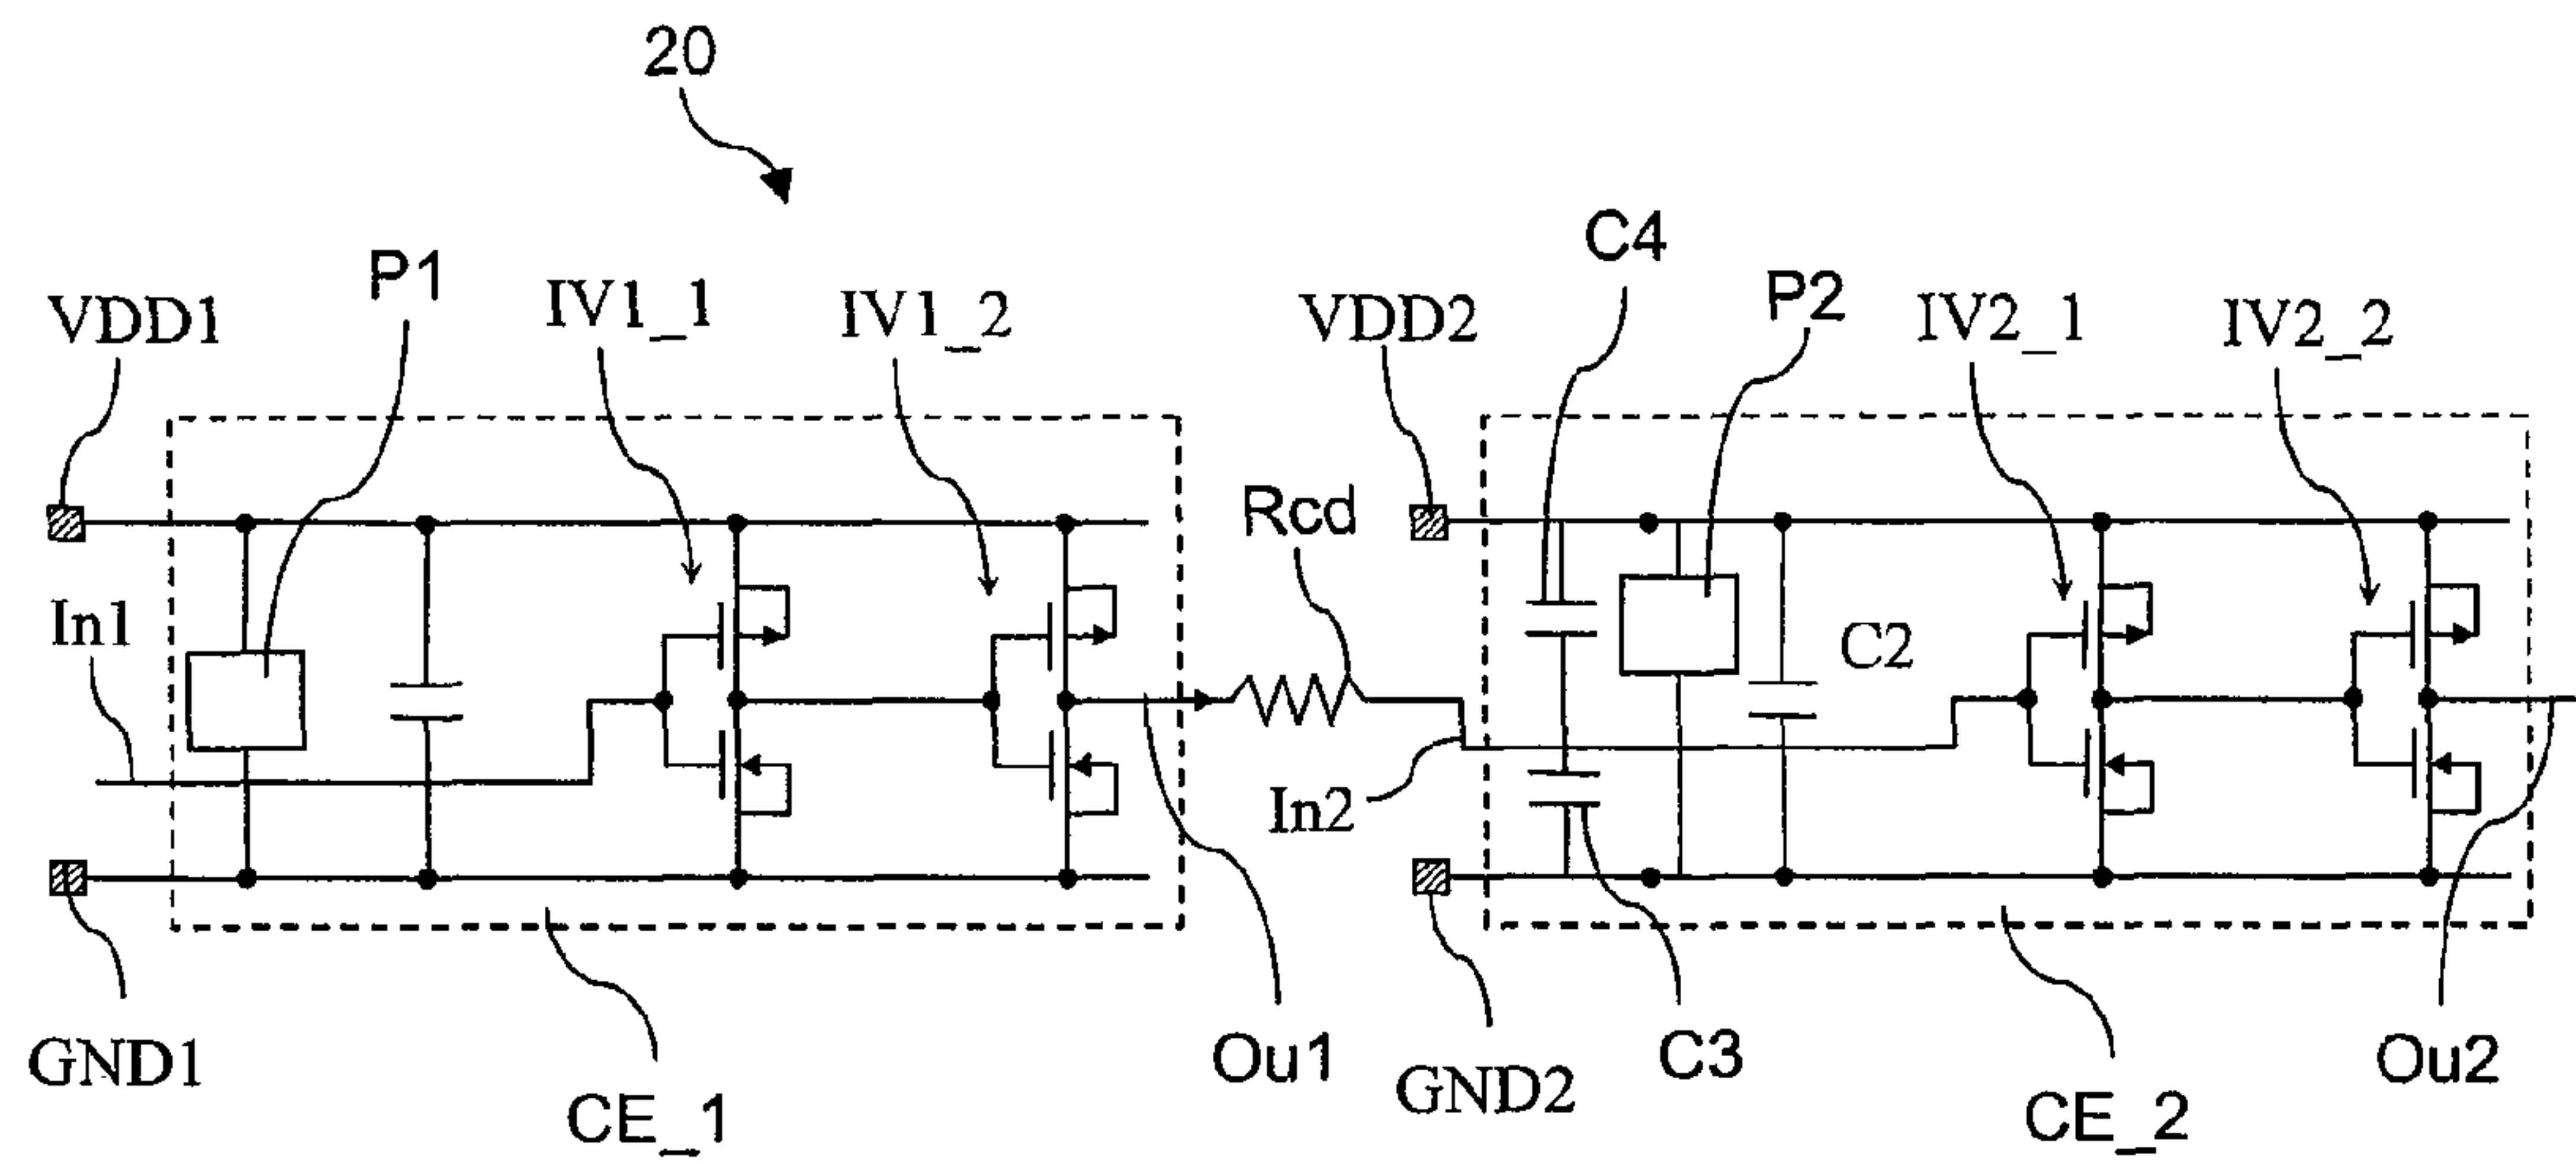 20
C4
P1
IV1_1
IV1_2
VDD1
VDD2
P2
IV2_1
IV2_2
Rcd
In1
C2
In2
GND1
CE_1
Ou1
GND2
C3
CE_2
Ou2